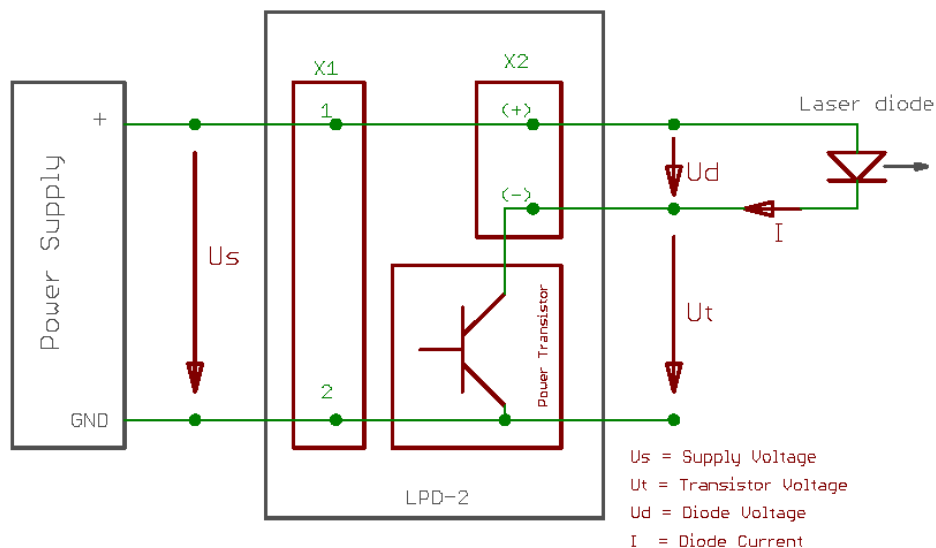 X1
X2
1
(+)
Laser diode
+
Ud
(-)
Power Supply
Us
I
Power Transistor
Ut
2
GND
LPD-2
Us = Supply Voltage
Ut = Transistor Voltage
Ud = Diode Voltage
I = Diode Current